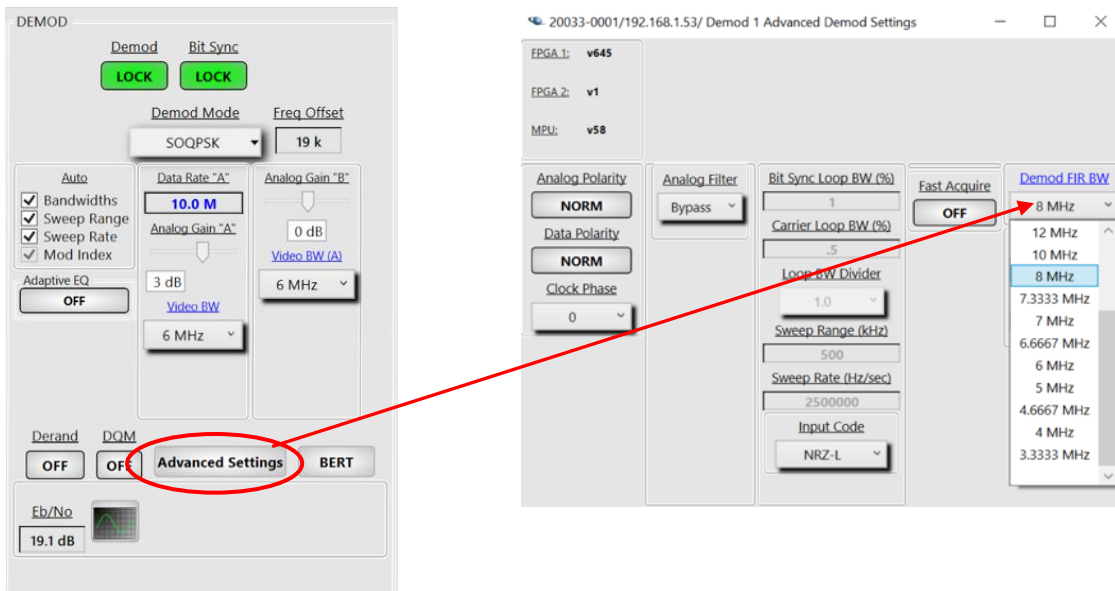 DEMOD
Demod Bit Sync
LOCK LOCK
Demod Mode Freq Offset
SOQPSK 19 k
Auto
Bandwidths
Sweep Range
Sweep Rate
Mod Index
Adaptive EQ
OFF
Data Rate "A"
10.0 M
Analog Gain "A"
3 dB
Video BW
6 MHz
Analog Gain "B"
0 dB
Video BW (A)
6 MHz
Derand DQM
OFF OFF Advanced Settings BERT
Eb/No
19.1 dB
20033-0001/192.168.1.53/ Demod 1 Advanced Demod Settings
FPGA 1: v645
FPGA 2: v1
MPU: v58
Analog Polarity
NORM
Data Polarity
NORM
Clock Phase
0
Analog Filter
Bypass
Bit Sync Loop BW (%)
1
Carrier Loop BW (%)
.5
Loop BW Divider
1.0
Sweep Range (kHz)
500
Sweep Rate (Hz/sec)
2500000
Input Code
NRZ-L
Fast Acquire
OFF
Demod FIR BW
8 MHz
12 MHz
10 MHz
8 MHz
7.3333 MHz
7 MHz
6.6667 MHz
6 MHz
5 MHz
4.6667 MHz
4 MHz
3.3333 MHz